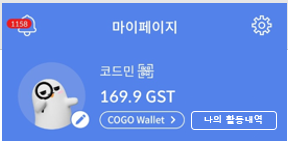 1158
마이페이지
코드민
169.9 GST
COGO Wallet >
나의 활동내역